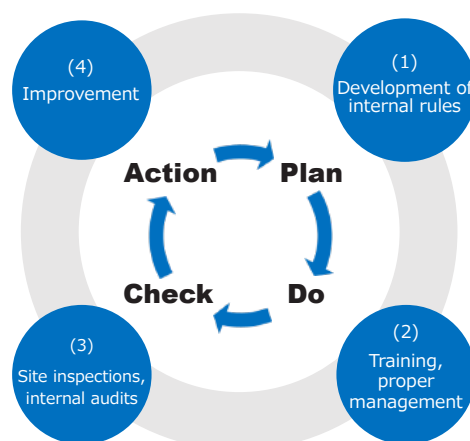 (4)
Improvement
(1)
Development of
internal rules
Action
Plan
Check
Do
(3)
Site inspections,
internal audits
(2)
Training,
proper
management